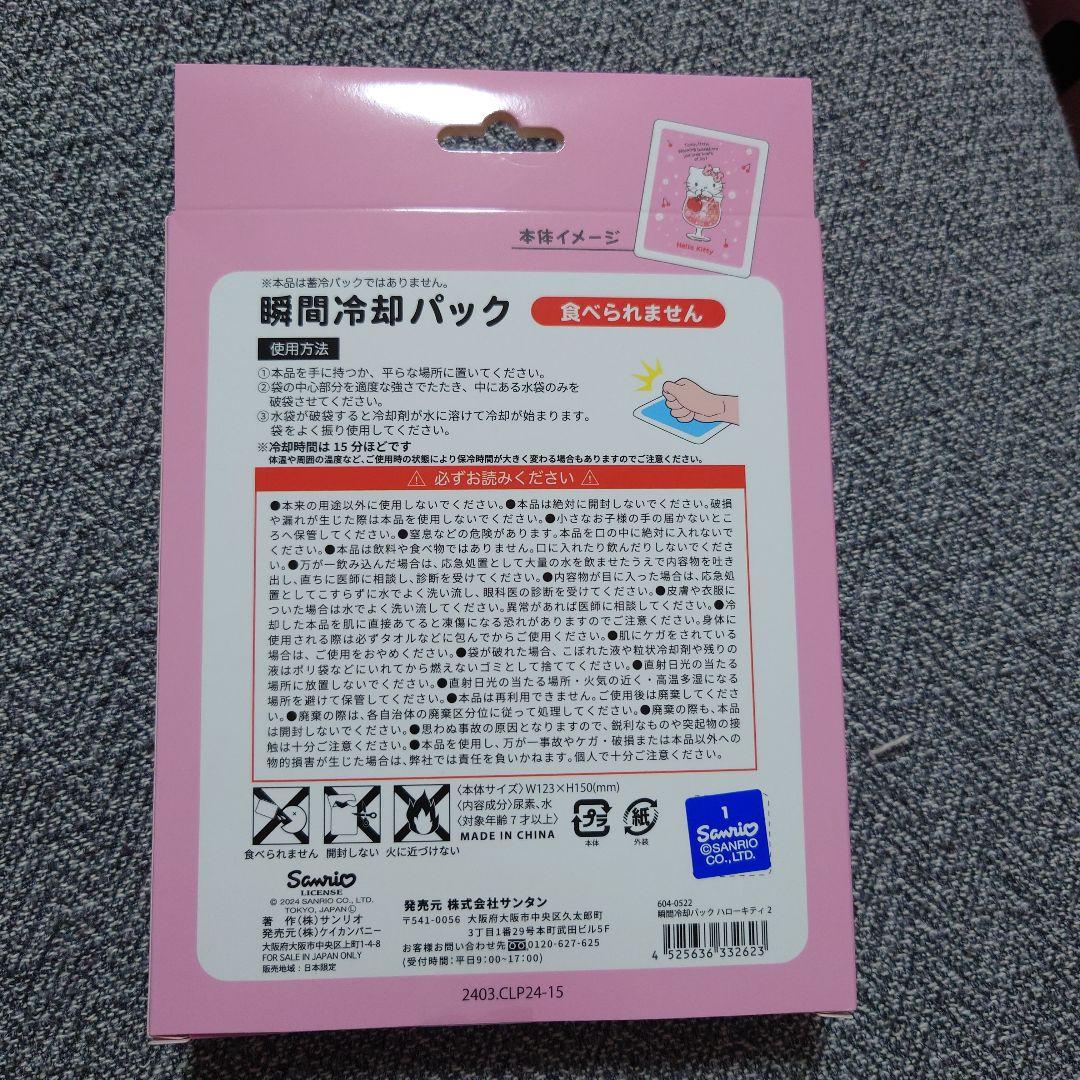 Hello Kitty
本体イメージ
※本品は蓄冷パックではありません。
瞬間冷却パック
食べられません
使用方法
①本品を手に持つか、平らな場所に置いてください。
②袋の中心部分を適度な強さでたたき、中にある水袋のみを
破袋させてください。
③水袋が破袋すると冷却剤が水に溶けて冷却が始まります。
袋をよく振り使用してください。
※冷却時間は15分ほどです
体温や周囲の温度など、ご使用時の状態により保冷時間が大きく変わる場合もありますのでご注意ください。
⚠ 必ずお読みください ⚠
●本来の用途以外に使用しないでください。●本品は絶対に開封しないでください。破損
や漏れが生じた際は本品を使用しないでください。●小さなお子様の手の届かないとこ
ろへ保管してください。●窒息などの危険があります。本品を口の中に絶対に入れないで
ください。●本品は飲料や食べ物ではありません。口に入れたり飲んだりしないでくださ
い。●万が一飲み込んだ場合は、応急処置として大量の水を飲ませたうえで内容物を吐き
出し、直ちに医師に相談し、診断を受けてください。●内容物が目に入った場合は、応急処
置としてこすらずに水でよく洗い流し、眼科医の診断を受けてください。●皮膚や衣服に
ついた場合は水でよく洗い流してください。異常があれば医師に相談してください。●冷
却した本品を肌に直接あてると凍傷になる恐れがありますのでご注意ください。身体に
使用される際は必ずタオルなどに包んでからご使用ください。●肌にケガをされている
場合は、ご使用をおやめください。●袋が破れた場合、こぼれた液や粒状冷却剤や残りの
液はポリ袋などにいれてから燃えないゴミとして捨ててください。●直射日光の当たる
場所に放置しないでください。●直射日光の当たる場所・火気の近く・高温多湿になる
場所を避けて保管してください。●本品は再利用できません。ご使用後は廃棄してくださ
い。●廃棄の際は、各自治体の廃棄区分位に従って処理してください。●廃棄の際も、本品
は開封しないでください。●思わぬ事故の原因となりますので、鋭利なものや突起物の接
触は十分ご注意ください。●本品を使用し、万が一事故やケガ・破損または本品以外への
物的損害が生じた場合は、弊社では責任を負いかねます。個人で十分ご注意ください。
食べられません 開封しない 火に近づけない
〈本体サイズ〉W123×H150(mm)
〈内容成分〉尿素、水
〈対象年齢7才以上〉
MADE IN CHINA
プラ
本体
紙
外装
1
Sanrio
©SANRIO
CO.,LTD.
Sanrio
LICENSE
© 2024 SANRIO CO., LTD.
TOKYO, JAPAN Ⓛ
著 作(株)サンリオ
発売元(株)ケイカンパニー
大阪府大阪市中央区上町1-4-8
FOR SALE IN JAPAN ONLY
販売地域：日本限定
発売元 株式会社サンタン
〒541-0056 大阪府大阪市中央区久太郎町
3丁目1番29号本町武田ビル5F
お客様お問い合わせ先 0120-627-625
(受付時間：平日9:00~17:00)
604-0522
瞬間冷却パック ハローキティ 2
4 525636 332623
2403.CLP24-15